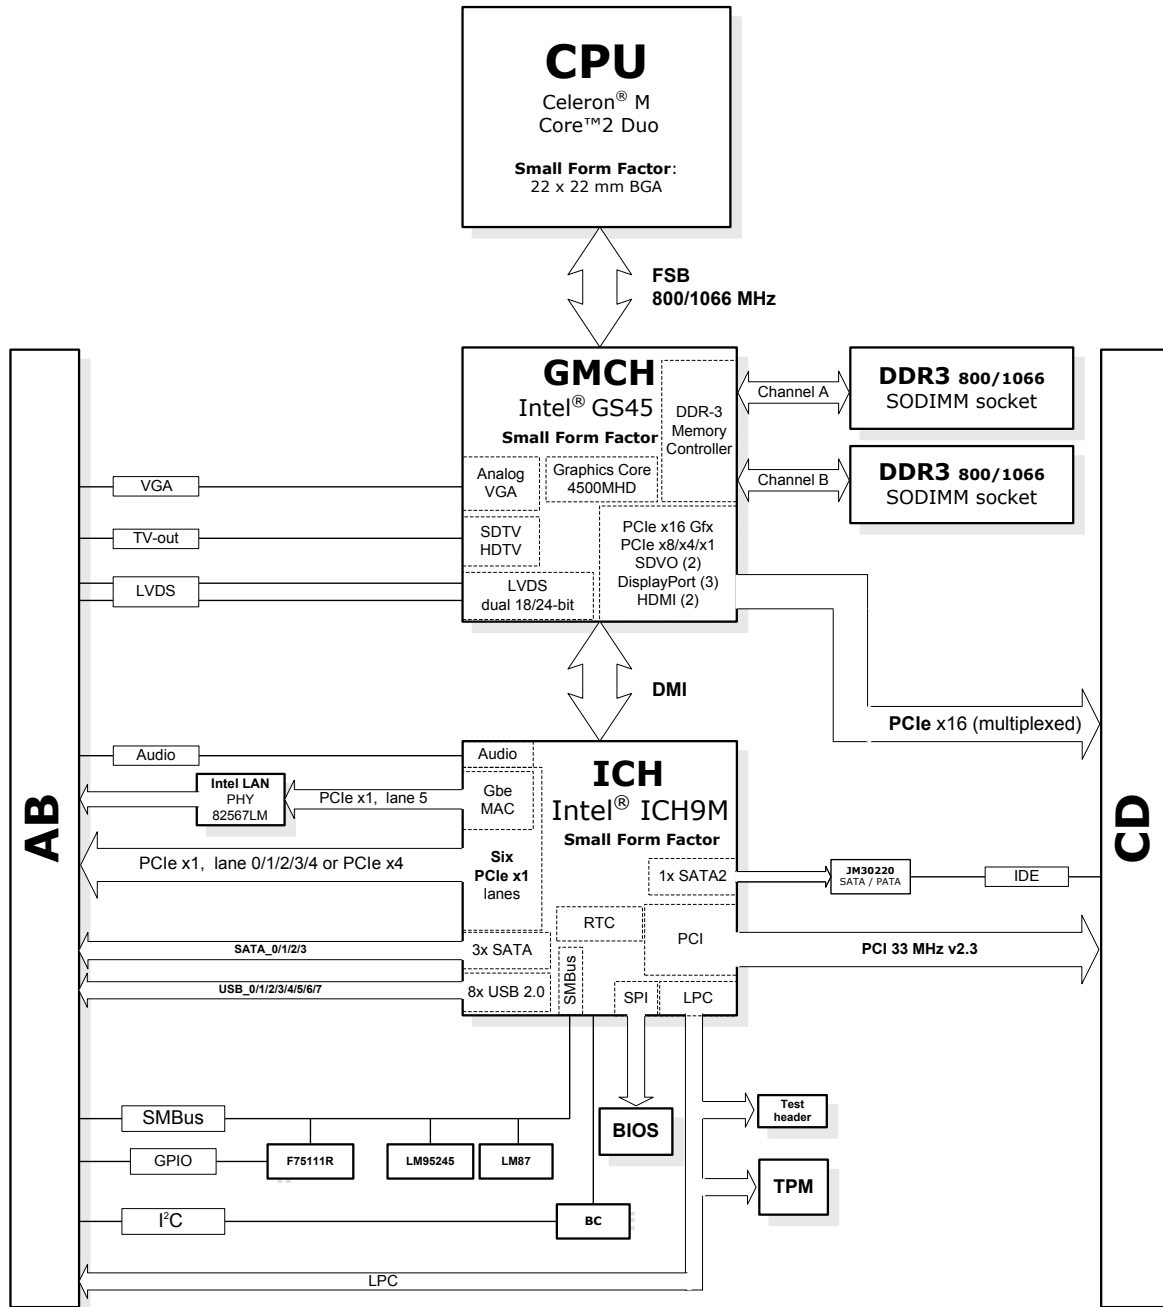 CPU
Celeron® M
Core™2 Duo
Small Form Factor:
22 x 22 mm BGA
FSB
800/1066 MHz
GMCH
Intel® GS45
Small Form Factor
DDR-3
Memory
Controller
Analog
VGA
Graphics Core
4500MHD
SDTV
HDTV
LVDS
dual 18/24-bit
PCIe x16 Gfx
PCIe x8/x4/x1
SDVO (2)
DisplayPort (3)
HDMI (2)
Channel A
Channel B
DDR3 800/1066
SODIMM socket
DDR3 800/1066
SODIMM socket
VGA
TV-out
LVDS
DMI
PCIe x16 (multiplexed)
AB
CD
Audio
Intel LAN
PHY
82567LM
PCIe x1, lane 5
PCIe x1, lane 0/1/2/3/4 or PCIe x4
SATA_0/1/2/3
USB_0/1/2/3/4/5/6/7
Audio
Gbe
MAC
ICH
Intel® ICH9M
Small Form Factor
Six
PCIe x1
lanes
1x SATA2
RTC
PCI
3x SATA
8x USB 2.0
SMBus
SPI
LPC
JM30220
SATA / PATA
IDE
PCI 33 MHz v2.3
SMBus
GPIO
F75111R
LM95245
LM87
BIOS
Test
header
TPM
I²C
BC
LPC